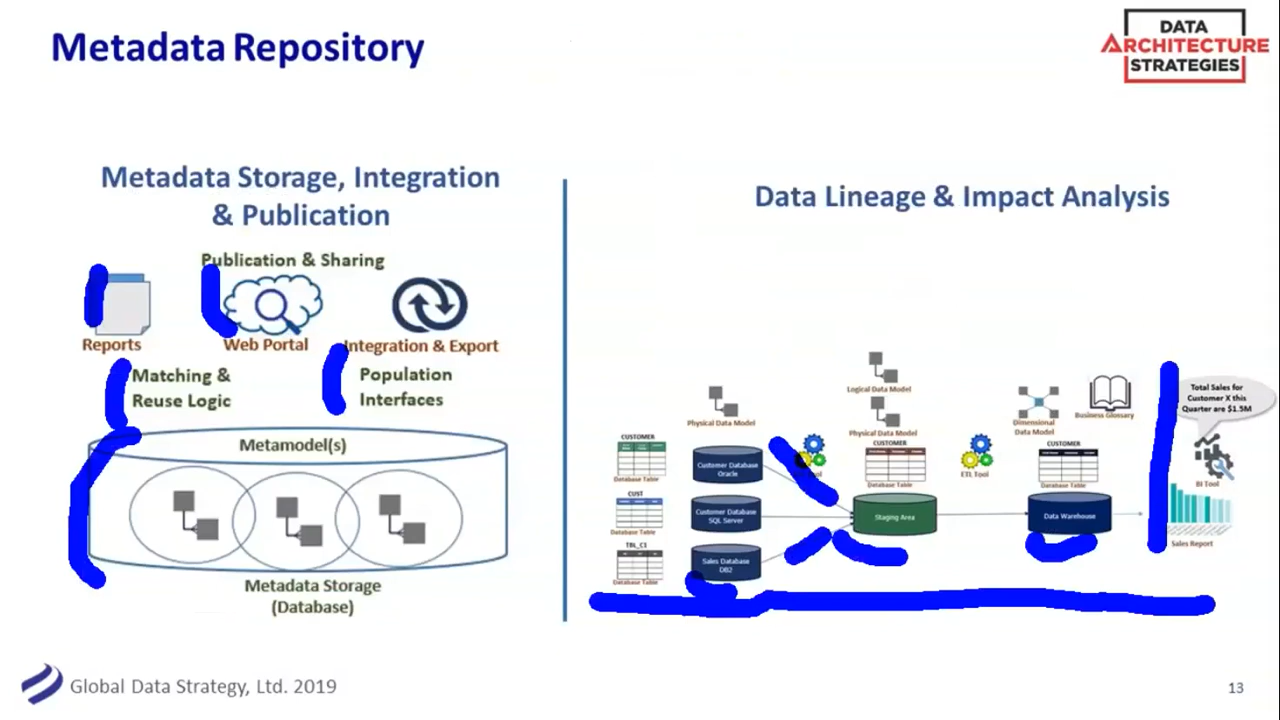 Metadata Repository
DATA
ARCHITECTURE
STRATEGIES
Metadata Storage, Integration
& Publication
Publication & Sharing
Reports
Web Portal
Integration & Export
Matching &
Reuse Logic
Population
Interfaces
Metamodel(s)
Metadata Storage
(Database)
Data Lineage & Impact Analysis
Physical Data Model
Logical Data Model
Physical Data Model
Dimensional
Data Model
Business Glossary
Total Sales for
Customer X this
Quarter are $1.5M
CUSTOMER
Database Table
Customer Database
Oracle
CUSTOMER
Database Table
ETL Tool
CUSTOMER
Database Table
BI Tool
CUST
Database Table
Customer Database
SQL Server
Staging Area
Data Warehouse
Sales Report
TBL_C1
Database Table
Sales Database
DB2
Global Data Strategy, Ltd. 2019
13